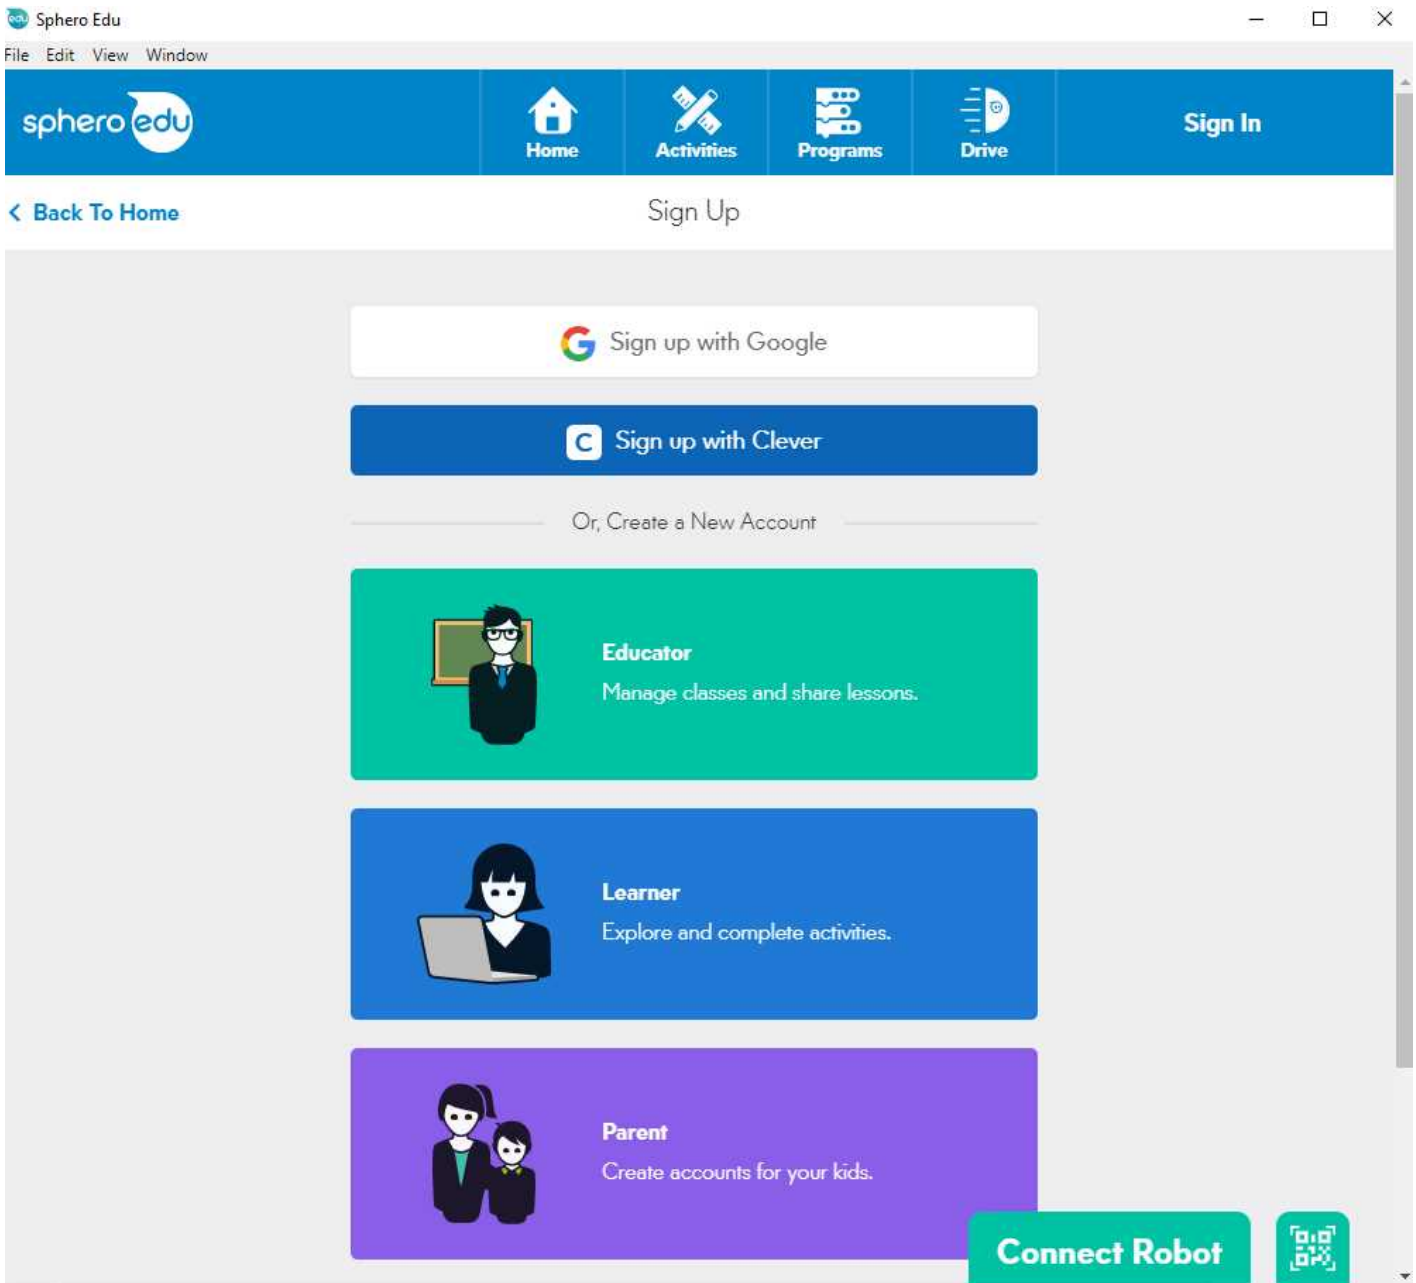 Sphero Edu
File Edit View Window
sphero edu
Home
Activities
Programs
Drive
Sign In
Back To Home
Sign Up
Sign up with Google
C Sign up with Clever
Or, Create a New Account
Educator
Manage classes and share lessons.
Learner
Explore and complete activities.
Parent
Create accounts for your kids.
Connect Robot